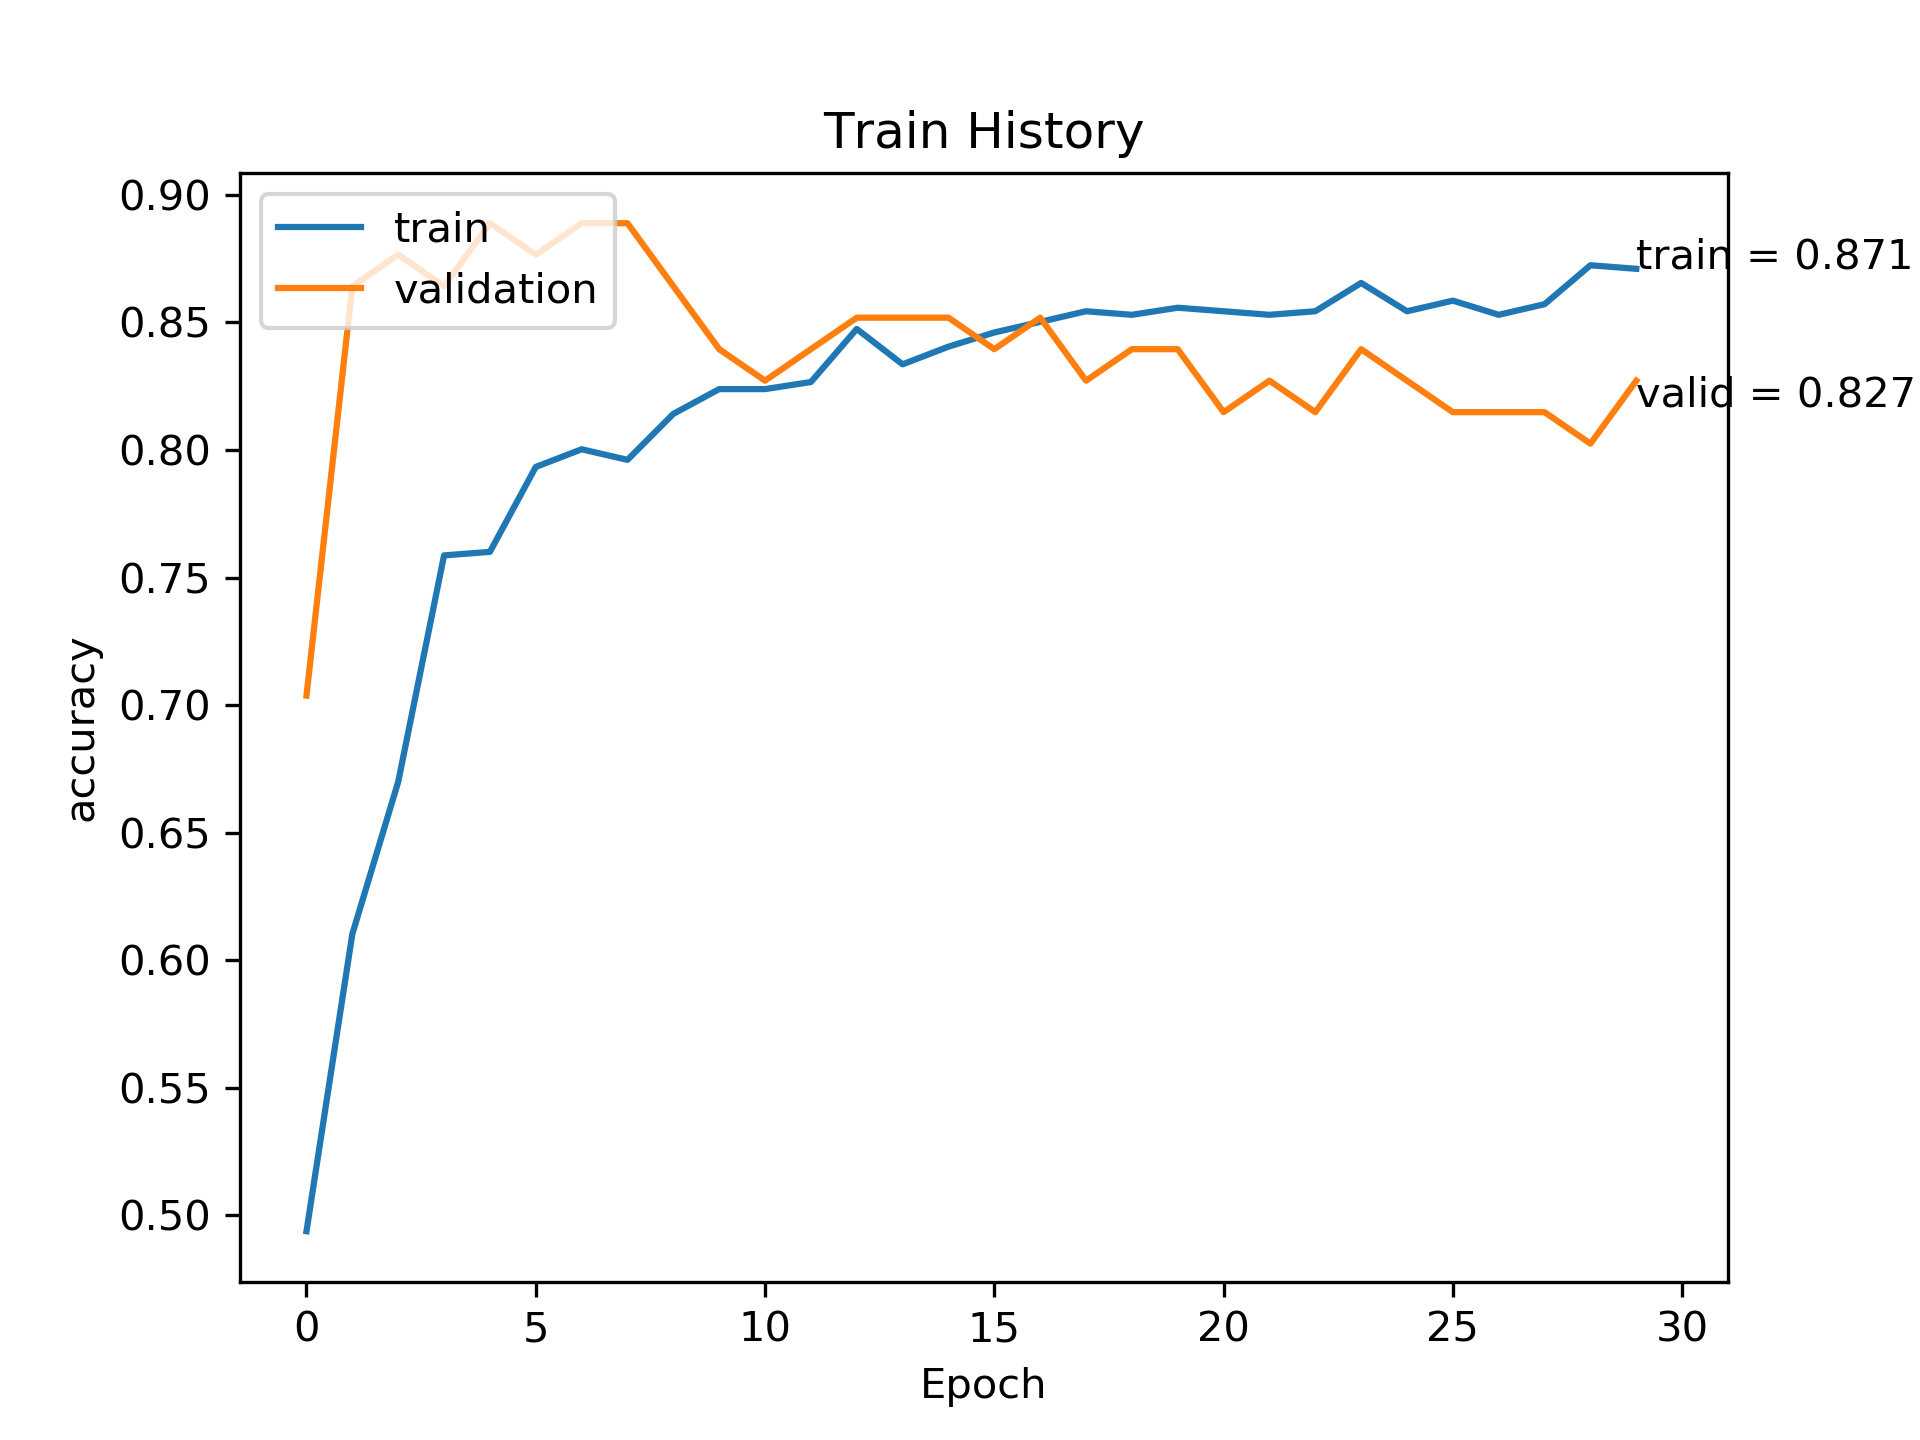 Train History
0.90
0.85
0.80
0.75
0.70
0.65
0.60
0.55
0.50
accuracy
train
validation
train = 0.871
valid = 0.827
0 5 10 15 20 25 30
Epoch